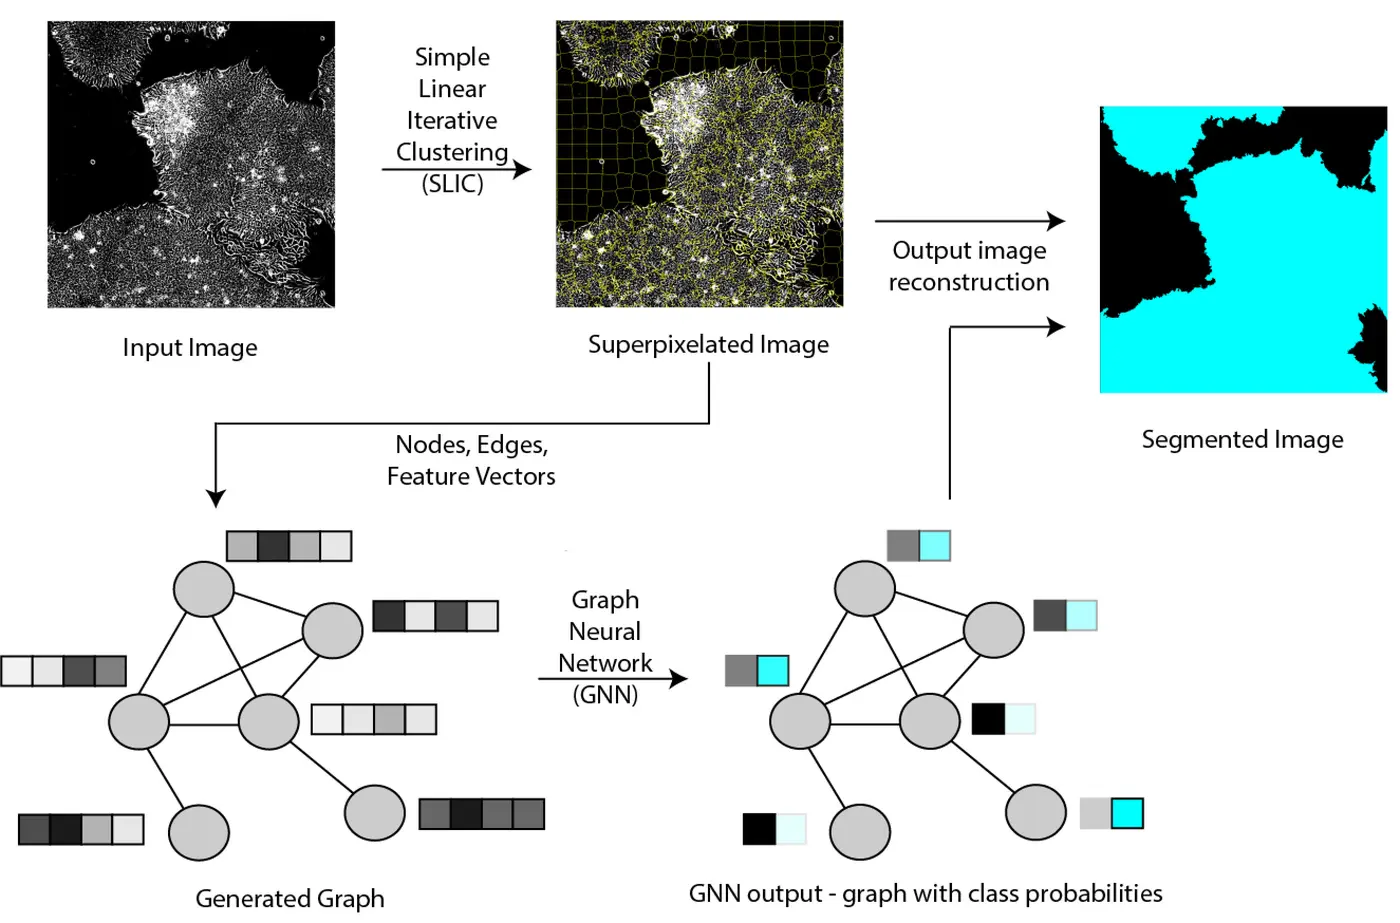 Simple
Linear
Iterative
Clustering
(SLIC)
Input Image
Superpixelated Image
Output image
reconstruction
Segmented Image
Nodes, Edges,
Feature Vectors
Graph
Neural
Network
(GNN)
Generated Graph
GNN output - graph with class probabilities